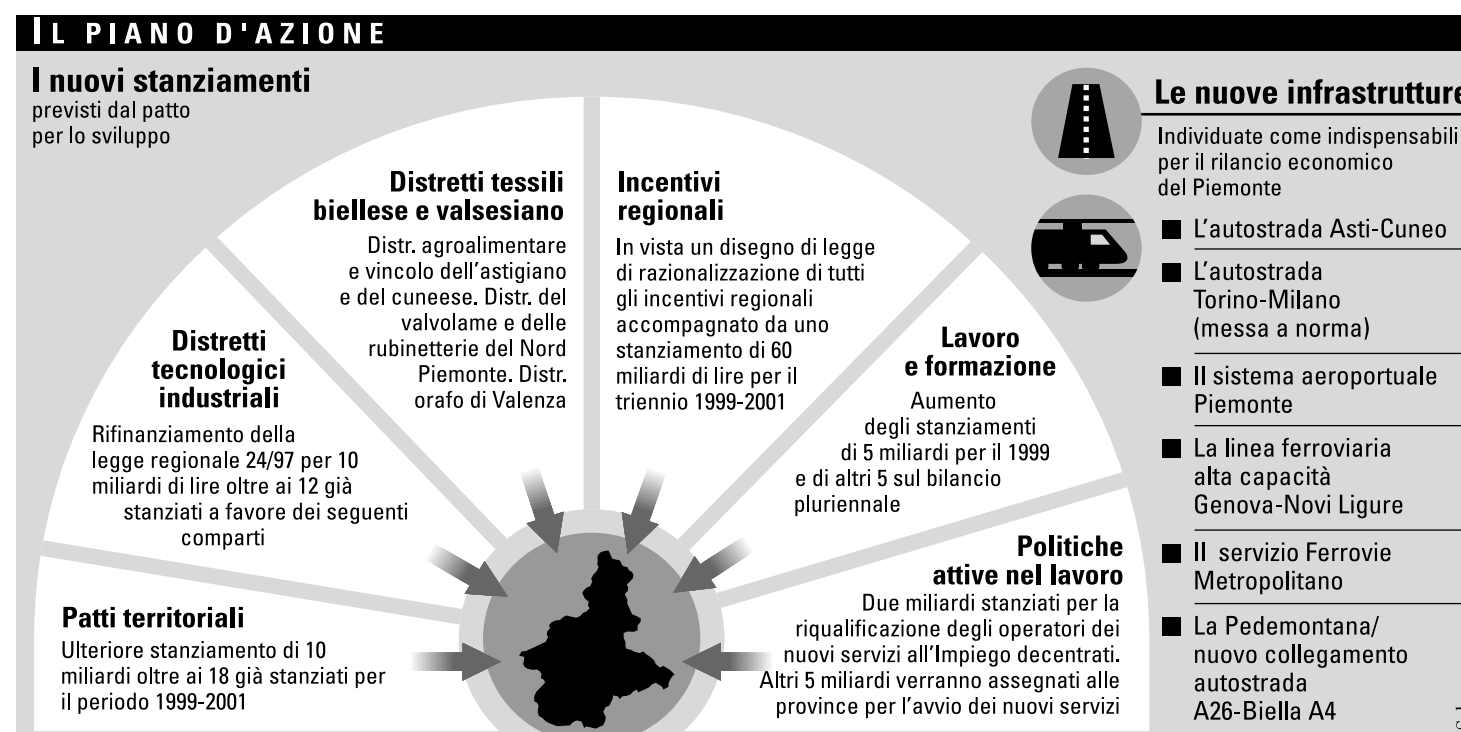 IL PIANO D'AZIONE
I nuovi stanziamenti
previsti dal patto
per lo sviluppo
Patti territoriali
Ulteriore stanziamento di 10
miliardi oltre ai 18 già stanziati per
il periodo 1999-2001
Distretti
tecnologici
industriali
Rifinanziamento della
legge regionale 24/97 per 10
miliardi di lire oltre ai 12 già
stanziati a favore dei seguenti
comparti
Distretti tessili
biellese e valsesiano
Distr. agroalimentare
e vincolo dell'astigiano
e del cuneese. Distr. del
valvolame e delle
rubinetterie del Nord
Piemonte. Distr.
orafo di Valenza
Incentivi
regionali
In vista un disegno di legge
di razionalizzazione di tutti
gli incentivi regionali
accompagnato da uno
stanziamento di 60
miliardi di lire per il
triennio 1999-2001
Lavoro
e formazione
Aumento
degli stanziamenti
di 5 miliardi per il 1999
e di altri 5 sul bilancio
pluriennale
Politiche
attive nel lavoro
Due miliardi stanziati per la
riqualificazione degli operatori dei
nuovi servizi all'Impiego decentrati.
Altri 5 miliardi verranno assegnati alle
province per l'avvio dei nuovi servizi
Le nuove infrastrutture
Individuate come indispensabili
per il rilancio economico
del Piemonte
L'autostrada Asti-Cuneo
L'autostrada
Torino-Milano
(messa a norma)
Il sistema aeroportuale
Piemonte
La linea ferroviaria
alta capacità
Genova-Novi Ligure
Il servizio Ferrovie
Metropolitano
La Pedemontana/
nuovo collegamento
autostrada
A26-Biella A4